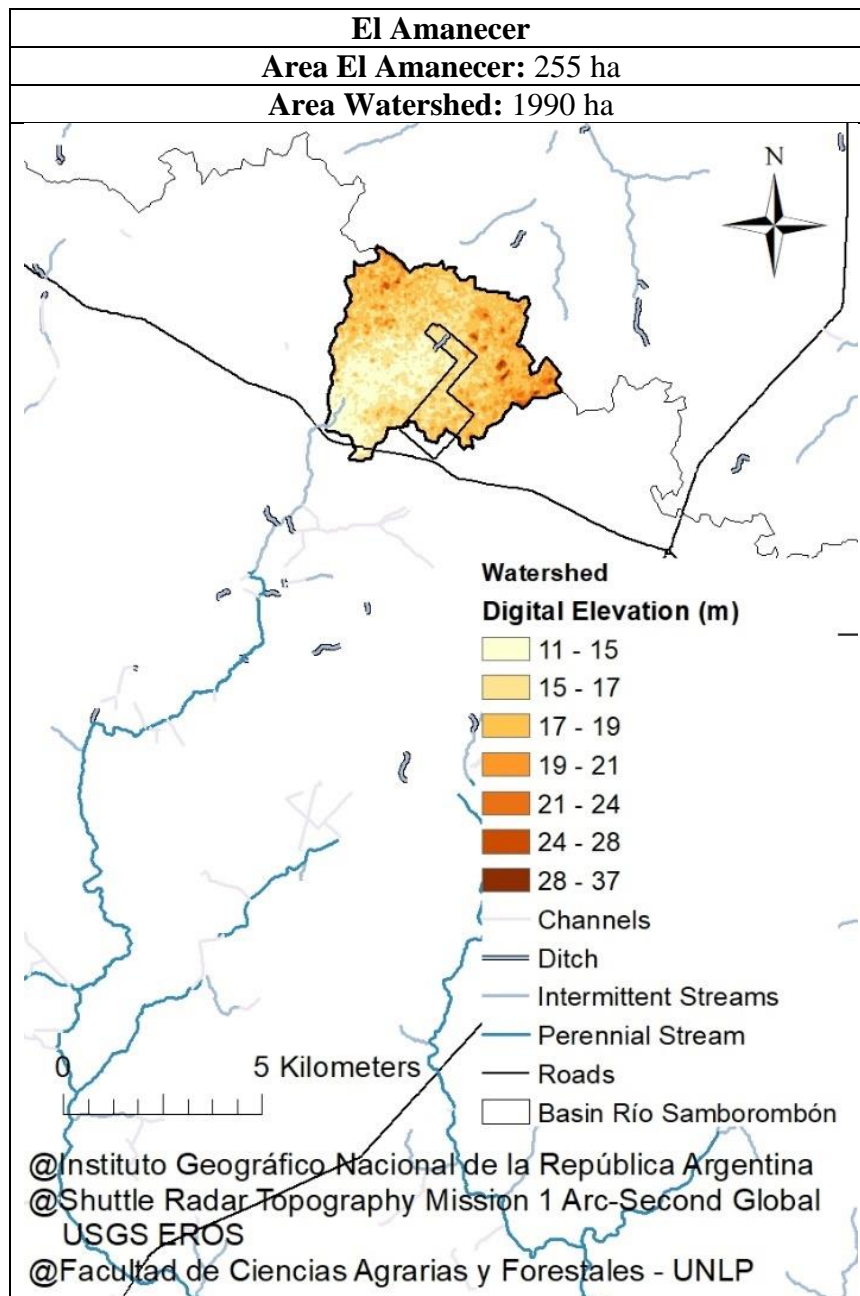 El Amanecer
Area El Amanecer: 255 ha
Area Watershed: 1990 ha
N
Watershed
Digital Elevation (m)
11 - 15
15 - 17
17 - 19
19 - 21
21 - 24
24 - 28
28 - 37
Channels
Ditch
Intermittent Streams
Perennial Stream
Roads
Basin Río Samborombón
0 5 Kilometers
@Instituto Geográfico Nacional de la República Argentina
@Shuttle Radar Topography Mission 1 Arc-Second Global
USGS EROS
@Facultad de Ciencias Agrarias y Forestales - UNLP